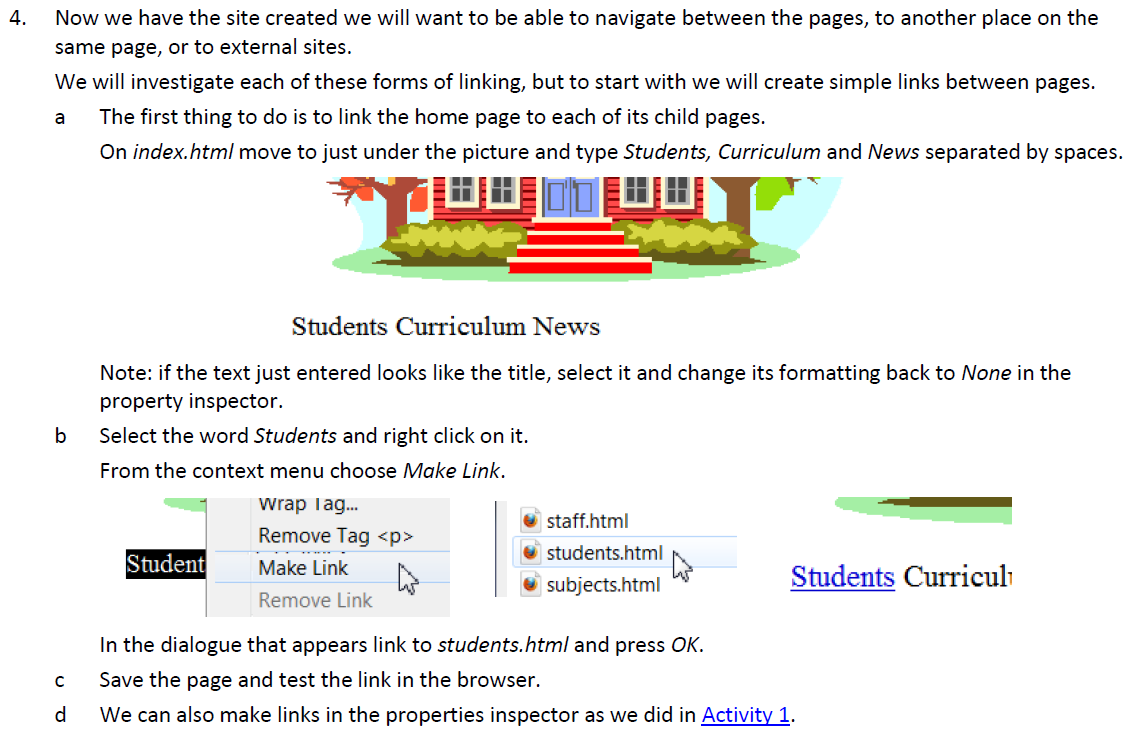 4. Now we have the site created we will want to be able to navigate between the pages, to another place on the
same page, or to external sites.
We will investigate each of these forms of linking, but to start with we will create simple links between pages.
a The first thing to do is to link the home page to each of its child pages.
On index.html move to just under the picture and type Students, Curriculum and News separated by spaces.
Students Curriculum News
Note: if the text just entered looks like the title, select it and change its formatting back to None in the
property inspector.
b Select the word Students and right click on it.
From the context menu choose Make Link.
Wrap Tag...
Remove Tag <p>
Student
Make Link
Remove Link
staff.html
students.html
subjects.html
Students Curricul
In the dialogue that appears link to students.html and press OK.
c Save the page and test the link in the browser.
d We can also make links in the properties inspector as we did in Activity 1.